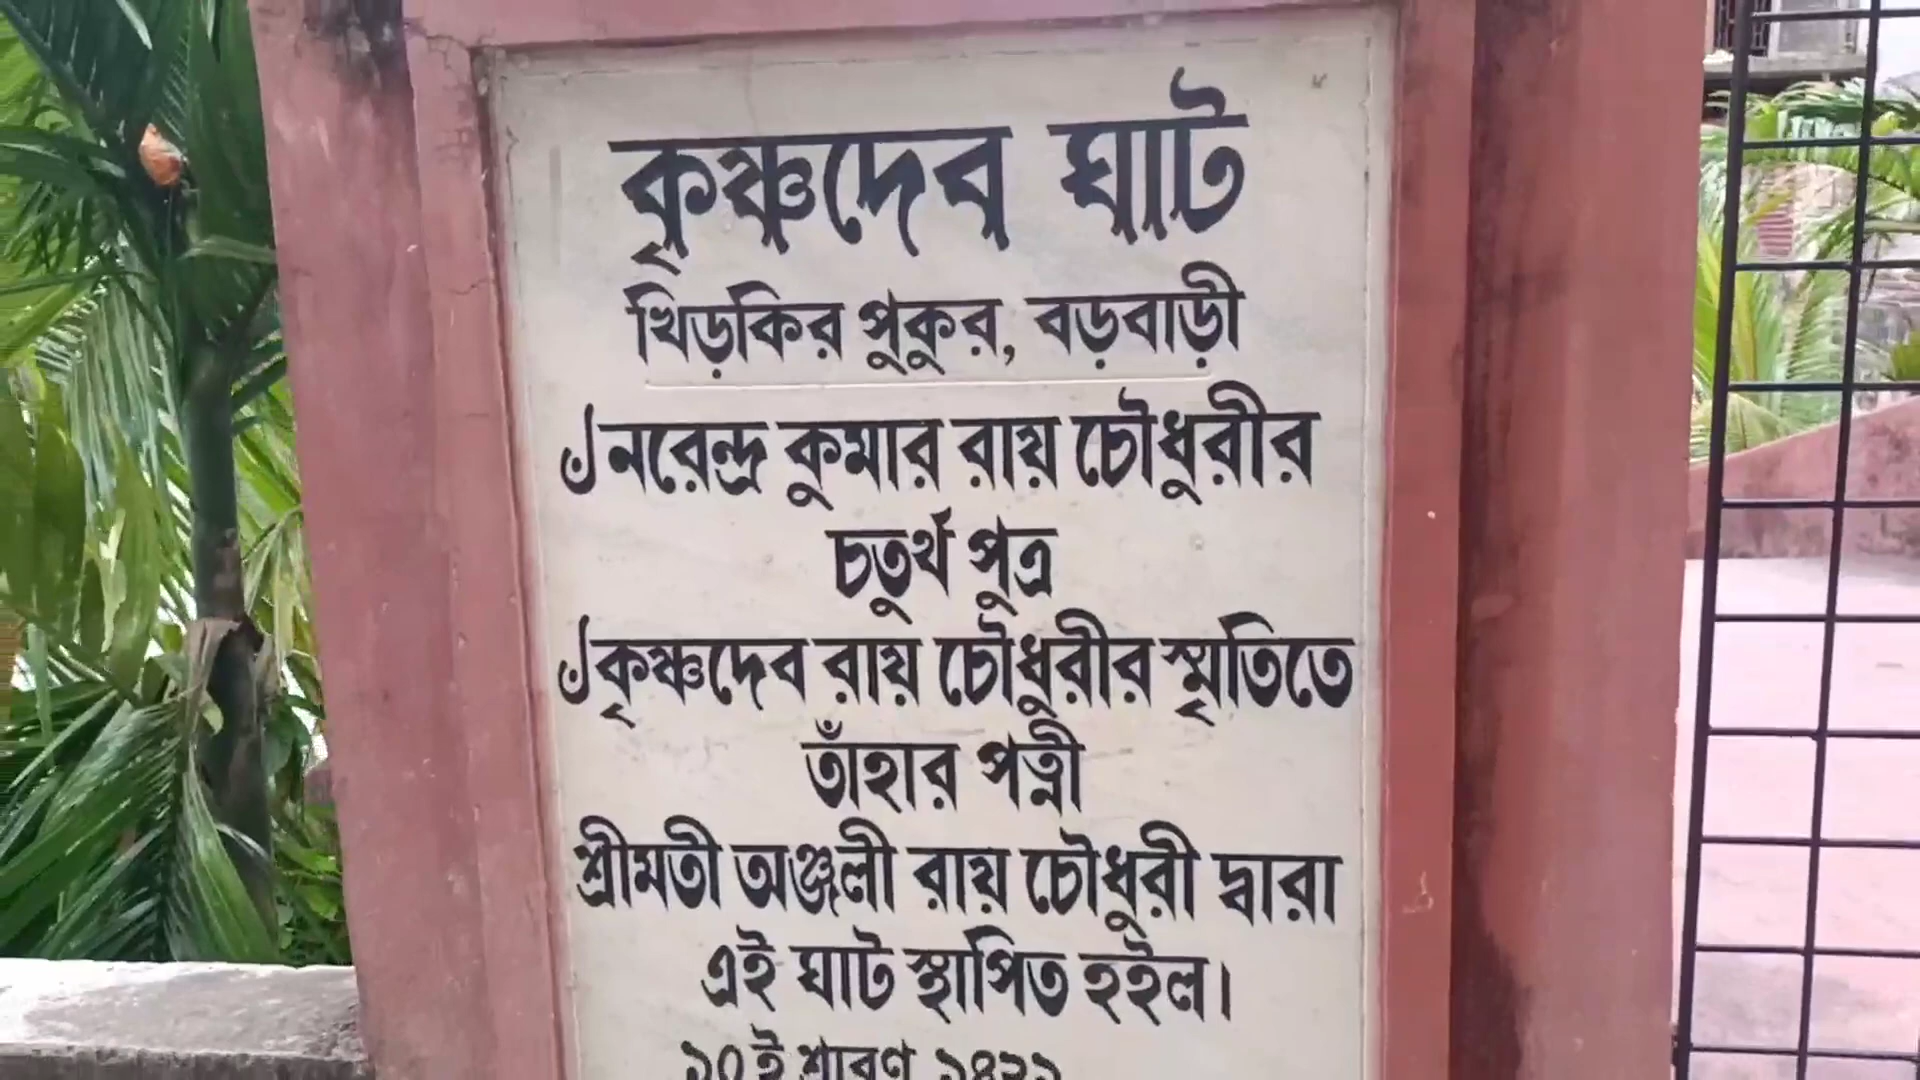 কৃষ্ণদেব ঘাট
খিড়কির পুকুর, বড়বাড়ী
৺নরেন্দ্র কুমার রায় চৌধুরীর
চতুর্থ পুত্র
৺কৃষ্ণদেব রায় চৌধুরীর স্মৃতিতে
তাঁহার পত্নী
শ্রীমতী অঞ্জলী রায় চৌধুরী দ্বারা
এই ঘাট স্থাপিত হইল।
শ্রাবণ